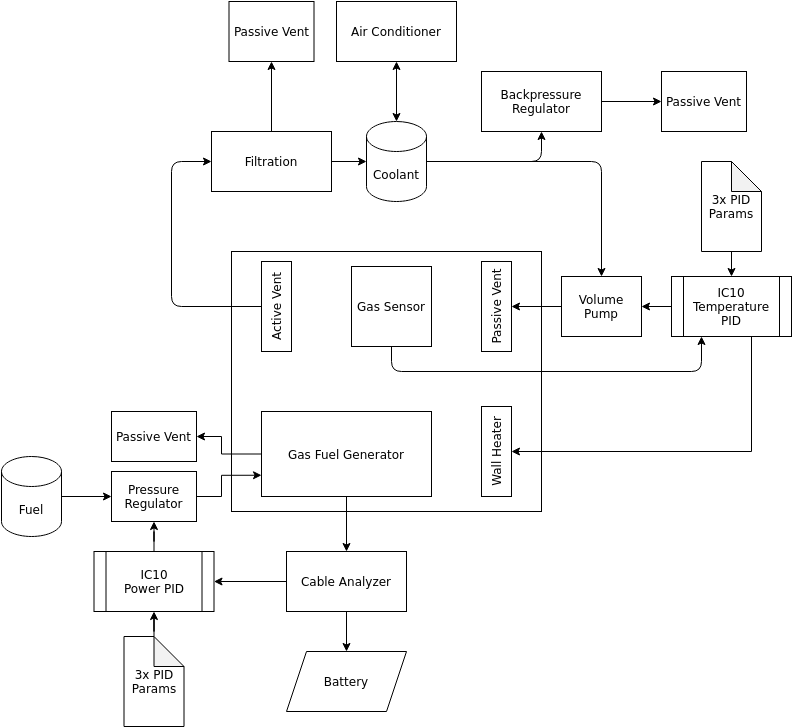 Passive Vent
Air Conditioner
Backpressure
Regulator
Passive Vent
Filtration
Coolant
3x PID
Params
Active Vent
Gas Sensor
Passive Vent
Volume
Pump
IC10
Temperature
PID
Passive Vent
Gas Fuel Generator
Wall Heater
Fuel
Pressure
Regulator
IC10
Power PID
Cable Analyzer
3x PID
Params
Battery